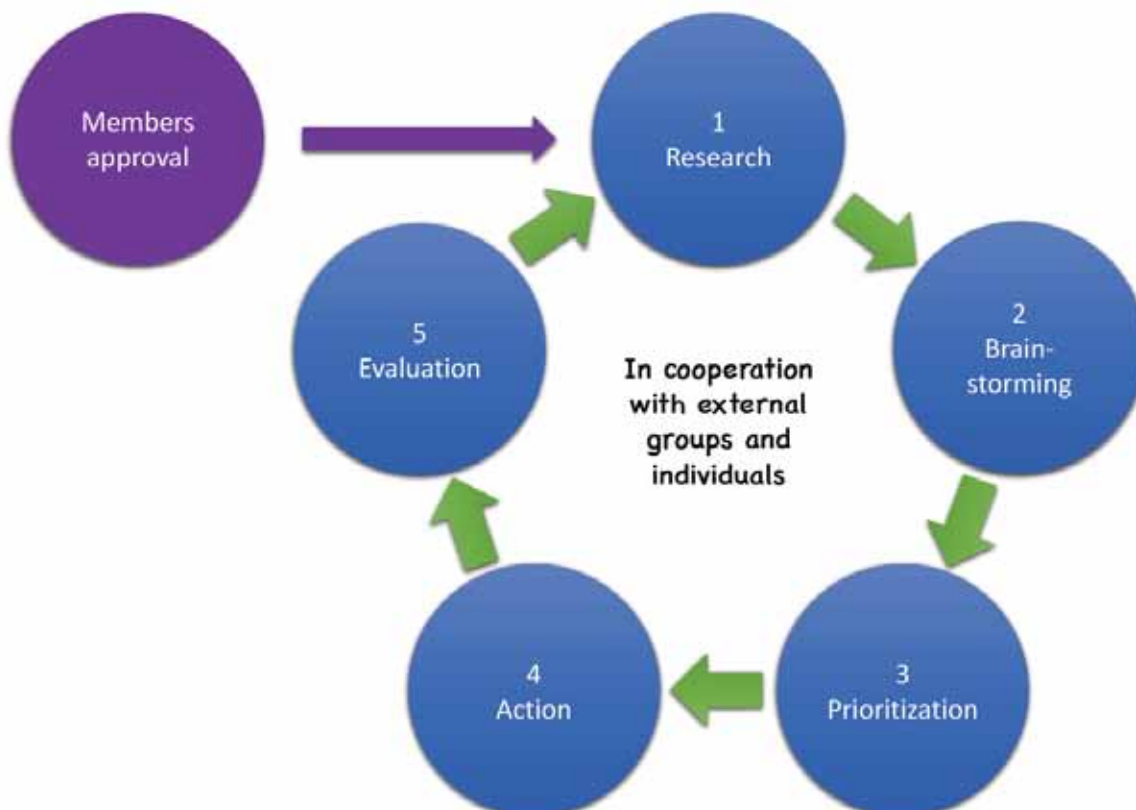 Members
approval
1
Research
2
Brain-
storming
3
Prioritization
4
Action
5
Evaluation
In cooperation
with external
groups and
individuals